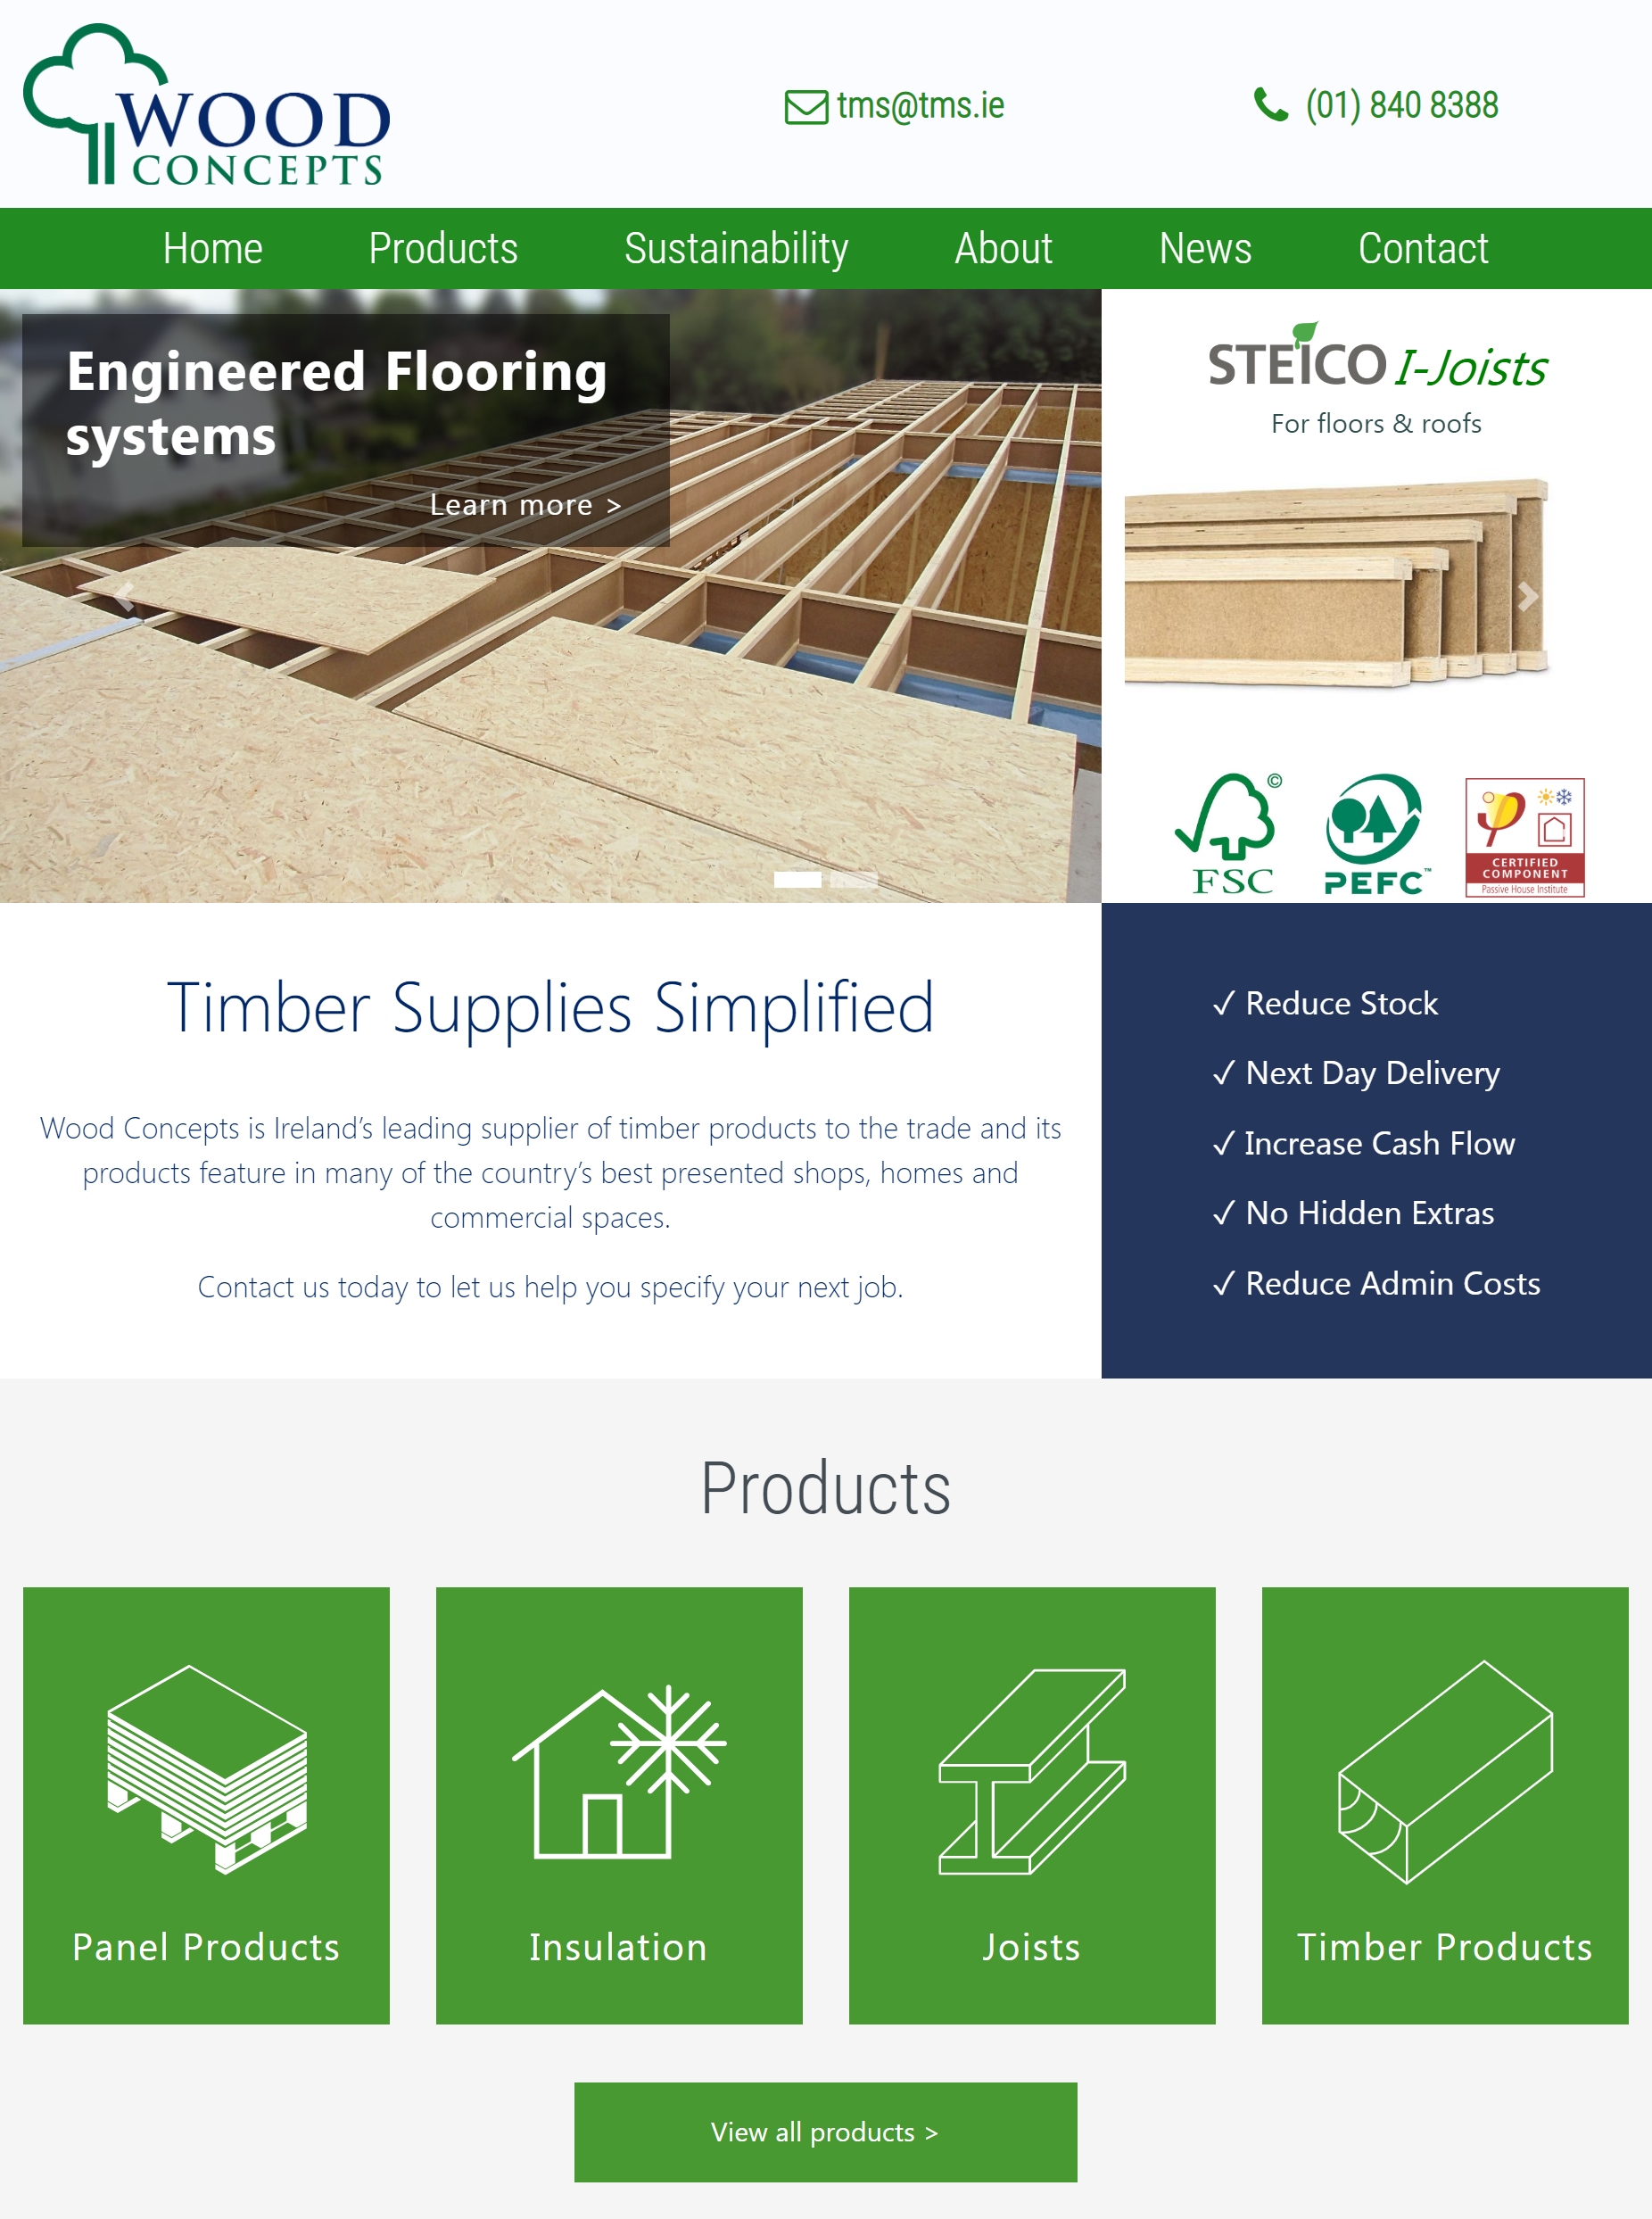 WOOD
CONCEPTS
tms@tms.ie
(01) 840 8388
Home Products Sustainability About News Contact
Engineered Flooring
systems
Learn more >
STEICO I-Joists
For floors & roofs
©
FSC
PEFC™
CERTIFIED
COMPONENT
Passive House Institute
Timber Supplies Simplified
Wood Concepts is Ireland’s leading supplier of timber products to the trade and its
products feature in many of the country’s best presented shops, homes and
commercial spaces.
Contact us today to let us help you specify your next job.
✓ Reduce Stock
✓ Next Day Delivery
✓ Increase Cash Flow
✓ No Hidden Extras
✓ Reduce Admin Costs
Products
Panel Products
Insulation
Joists
Timber Products
View all products >